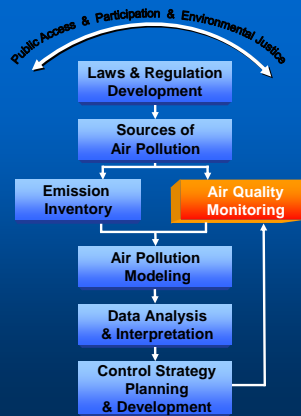 Public Access & Participation & Environmental Justice
Laws & Regulation
Development
Sources of
Air Pollution
Emission
Inventory
Air Quality
Monitoring
Air Pollution
Modeling
Data Analysis
& Interpretation
Control Strategy
Planning
& Development